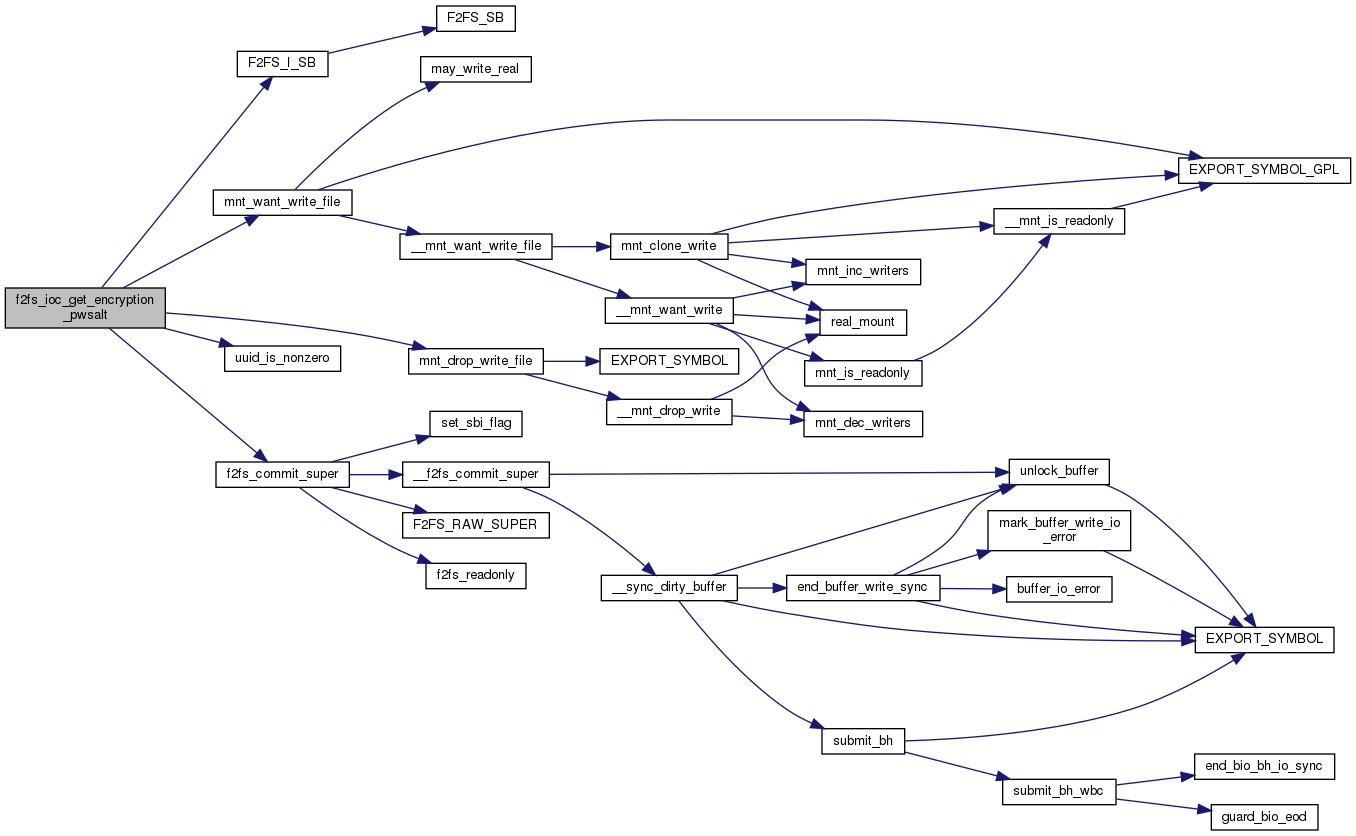 F2FS_SB
F2FS_I_SB
may_write_real
EXPORT_SYMBOL_GPL
mnt_want_write_file
__mnt_is_readonly
__mnt_want_write_file
mnt_clone_write
mnt_inc_writers
f2fs_ioc_get_encryption
_pwsalt
__mnt_want_write
real_mount
uuid_is_nonzero
mnt_drop_write_file
EXPORT_SYMBOL
mnt_is_readonly
__mnt_drop_write
mnt_dec_writers
set_sbi_flag
f2fs_commit_super
__f2fs_commit_super
unlock_buffer
F2FS_RAW_SUPER
mark_buffer_write_io
_error
f2fs_readonly
__sync_dirty_buffer
end_buffer_write_sync
buffer_io_error
EXPORT_SYMBOL
submit_bh
end_bio_bh_io_sync
submit_bh_wbc
guard_bio_eod